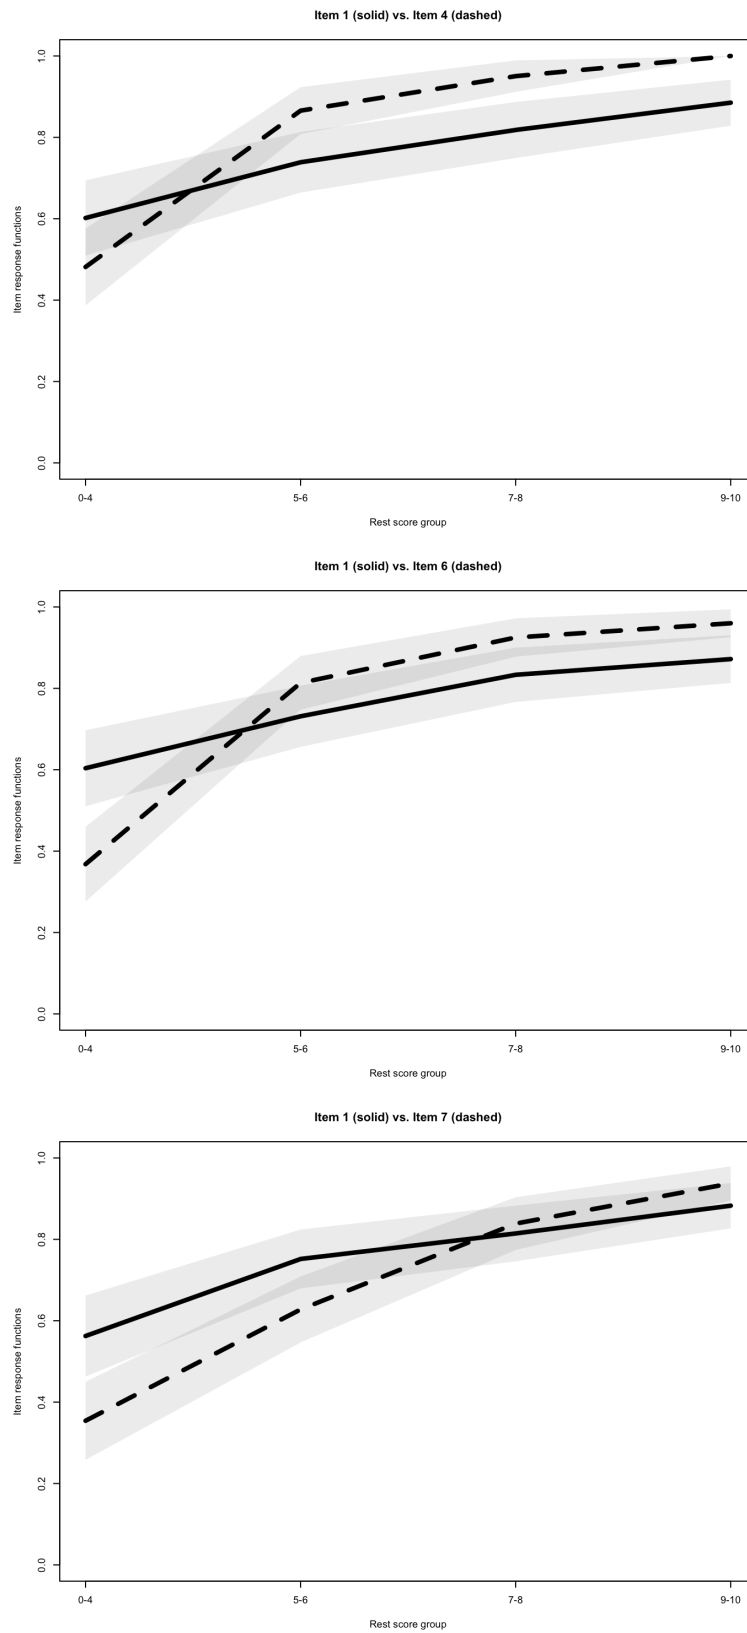 Item 1 (solid) vs. Item 4 (dashed)
1.0
0.8
0.6
0.4
0.2
0.0
Item response functions
0-4 5-6 7-8 9-10
Rest score group
Item 1 (solid) vs. Item 6 (dashed)
1.0
0.8
0.6
0.4
0.2
0.0
Item response functions
0-4 5-6 7-8 9-10
Rest score group
Item 1 (solid) vs. Item 7 (dashed)
1.0
0.8
0.6
0.4
0.2
0.0
Item response functions
0-4 5-6 7-8 9-10
Rest score group